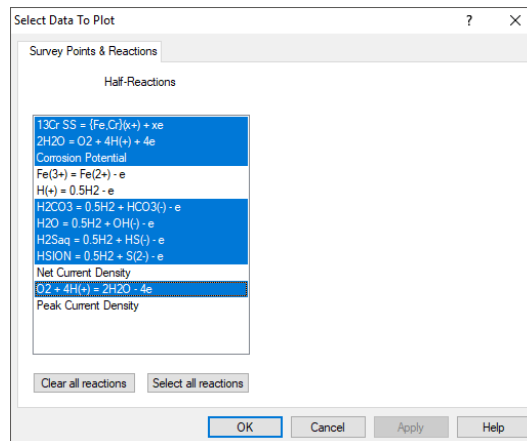 Select Data To Plot
?
Survey Points & Reactions
Half-Reactions
13Cr SS = {Fe,Cr}(x+) + xe
2H2O = O2 + 4H(+) + 4e
Corrosion Potential
Fe(3+) = Fe(2+) - e
H(+) = 0.5H2 - e
H2CO3 = 0.5H2 + HCO3(-) - e
H2O = 0.5H2 + OH(-) - e
H2Saq = 0.5H2 + HS(-) - e
HSION = 0.5H2 + S(2-) - e
Net Current Density
O2 + 4H(+) = 2H2O - 4e
Peak Current Density
Clear all reactions Select all reactions
OK Cancel Apply Help